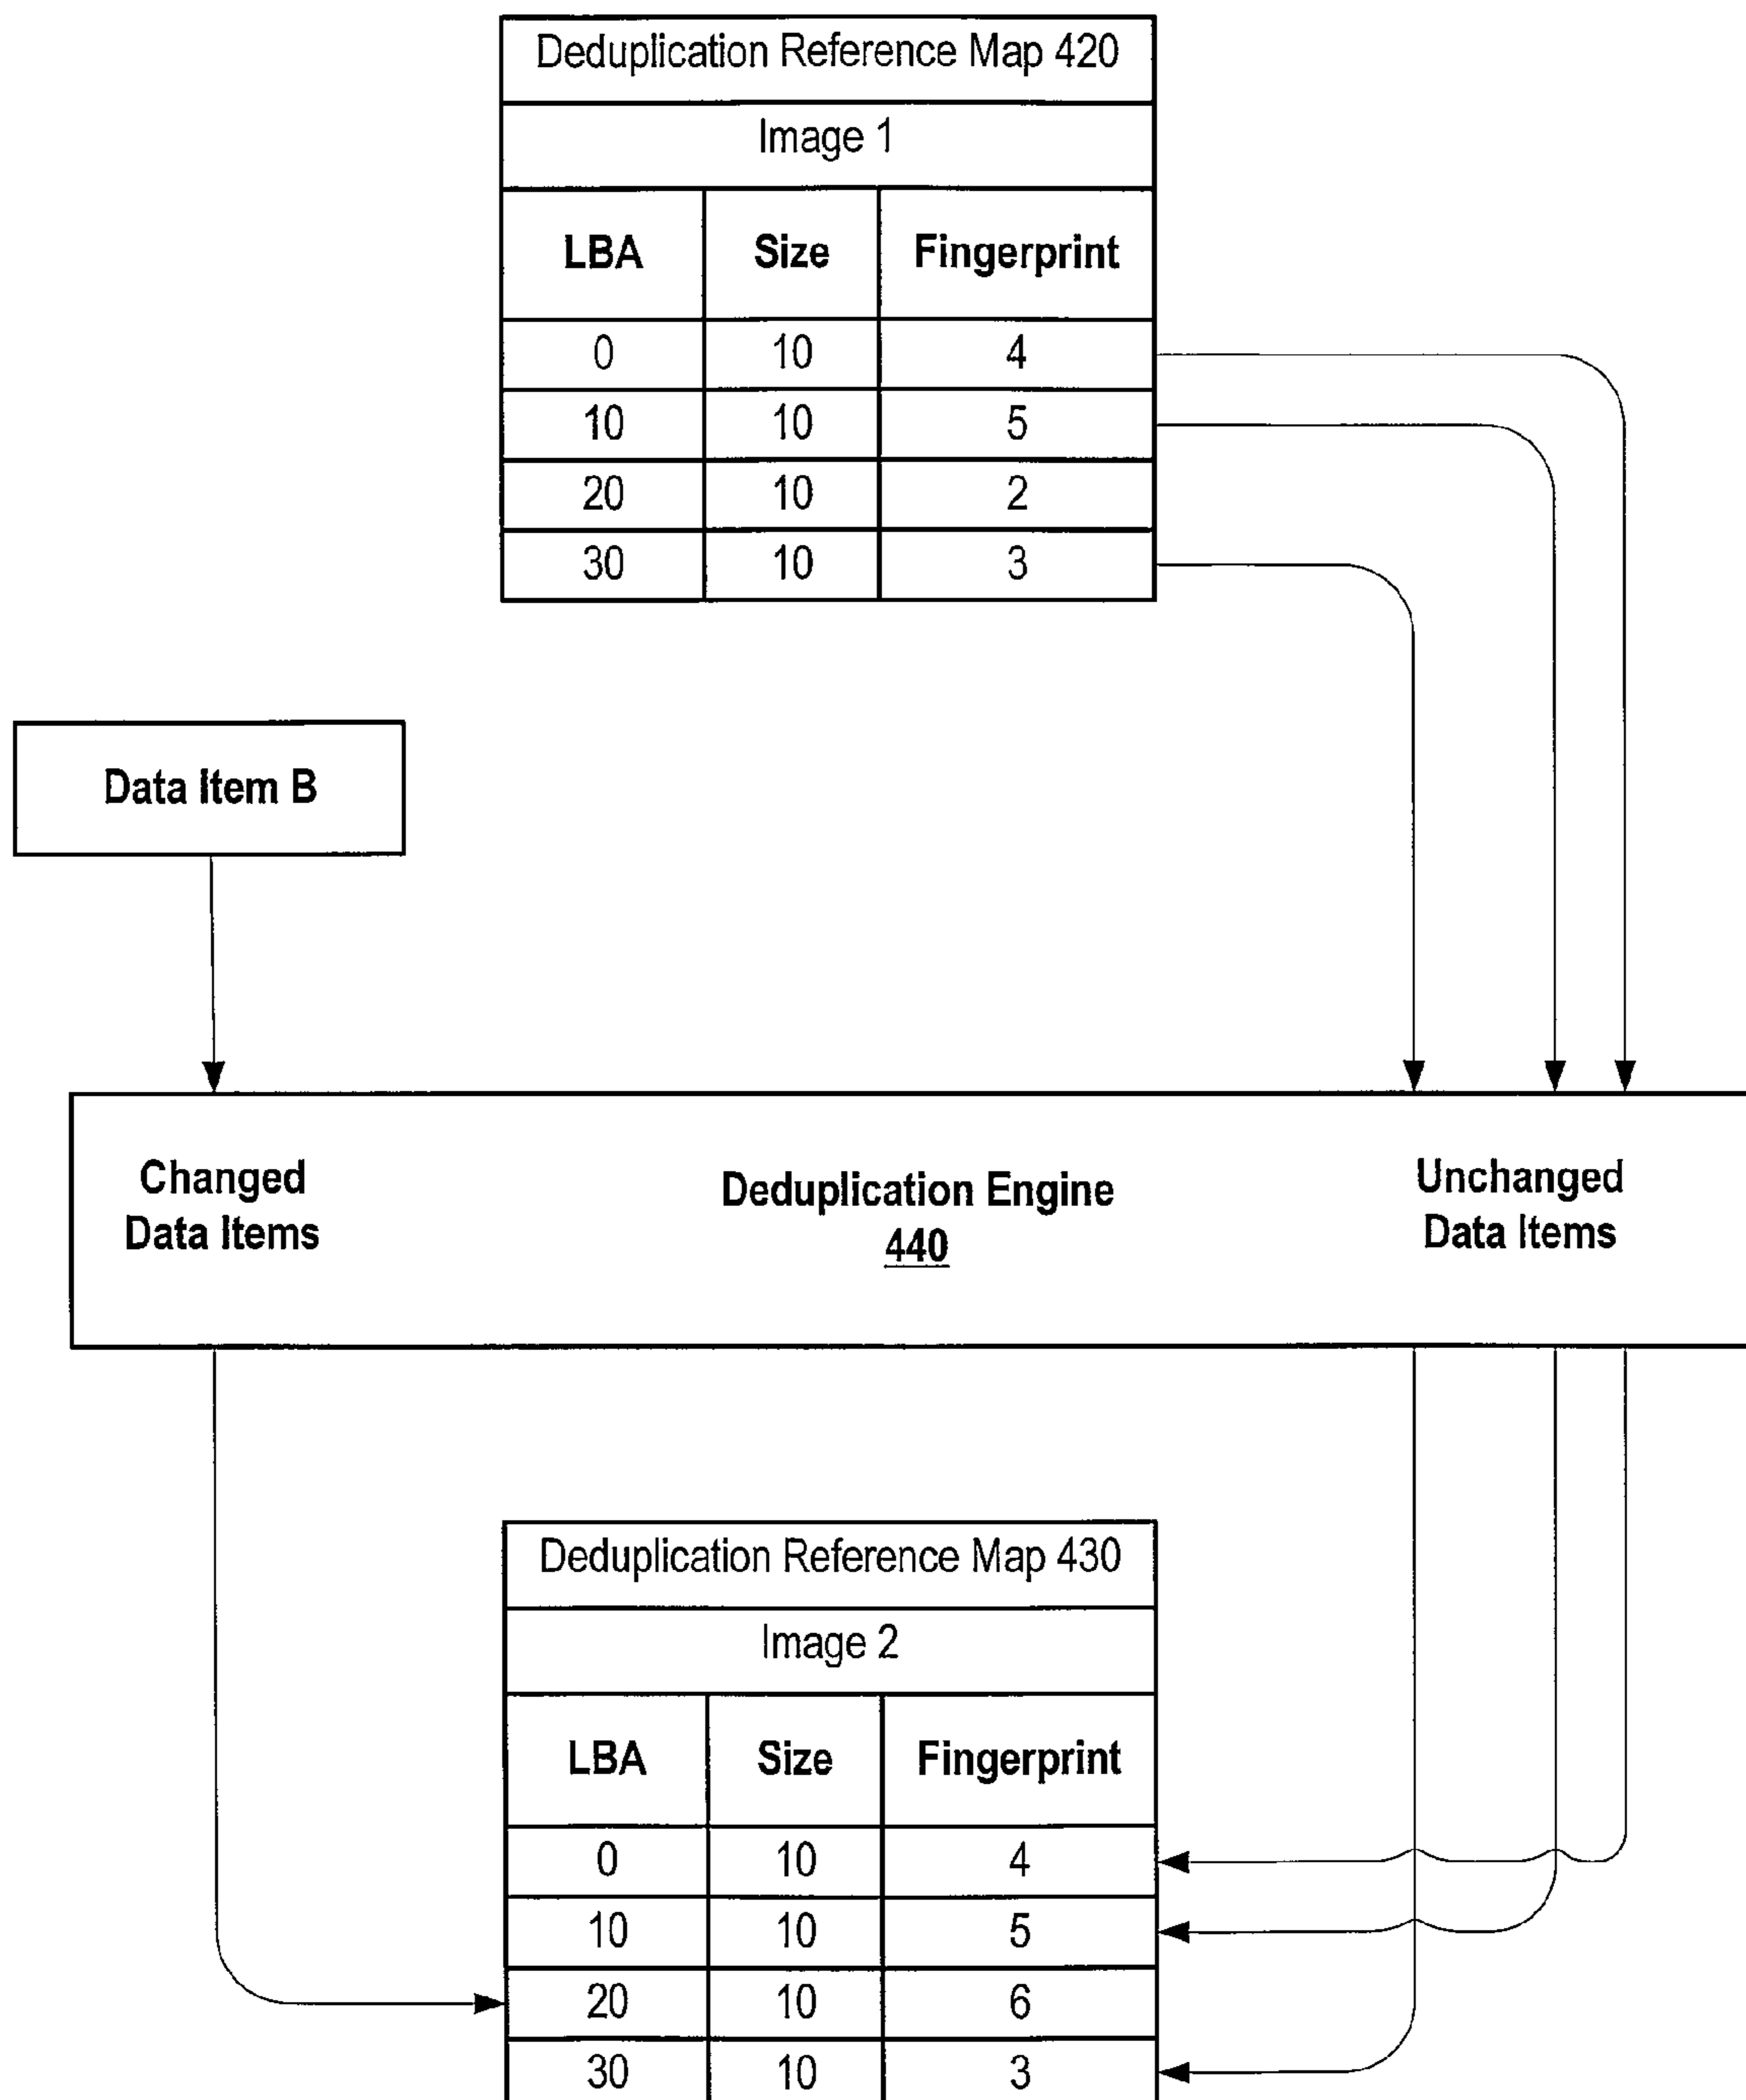 Deduplication Reference Map 420
Image 1
LBA Size Fingerprint
0 10 4
10 10 5
20 10 2
30 10 3
Data Item B
Changed
Data Items
Deduplication Engine
440
Unchanged
Data Items
Deduplication Reference Map 430
Image 2
LBA Size Fingerprint
0 10 4
10 10 5
20 10 6
30 10 3